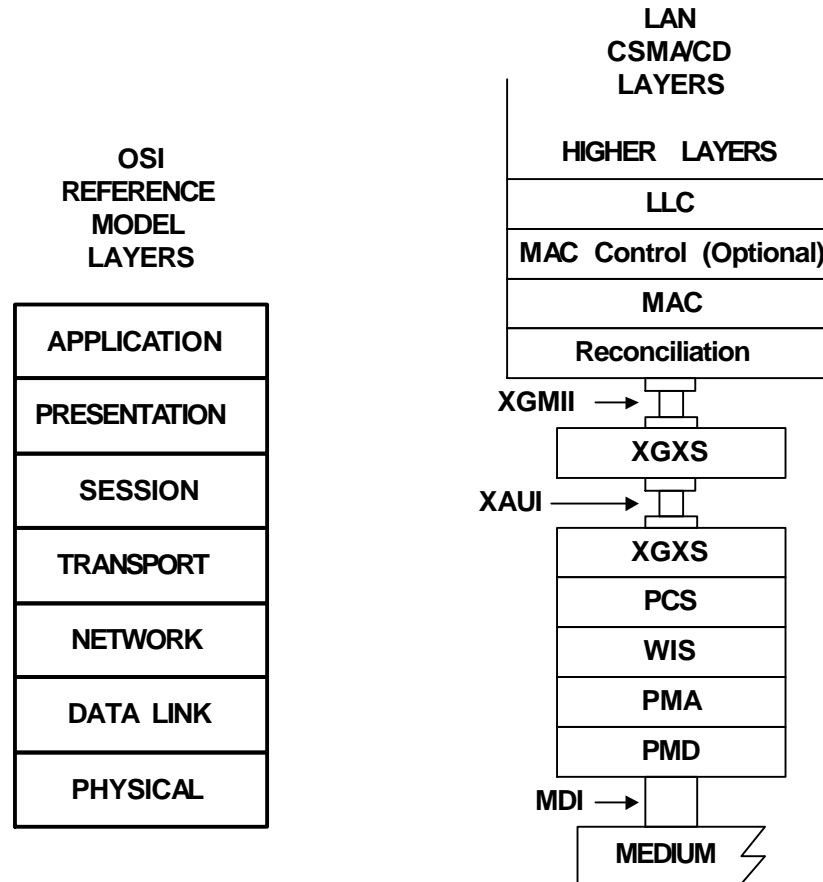 OSI
REFERENCE
MODEL
LAYERS
APPLICATION
PRESENTATION
SESSION
TRANSPORT
NETWORK
DATA LINK
PHYSICAL
LAN
CSMA/CD
LAYERS
HIGHER LAYERS
LLC
MAC Control (Optional)
MAC
Reconciliation
XGMII
XGXS
XAUI
XGXS
PCS
WIS
PMA
PMD
MDI
MEDIUM